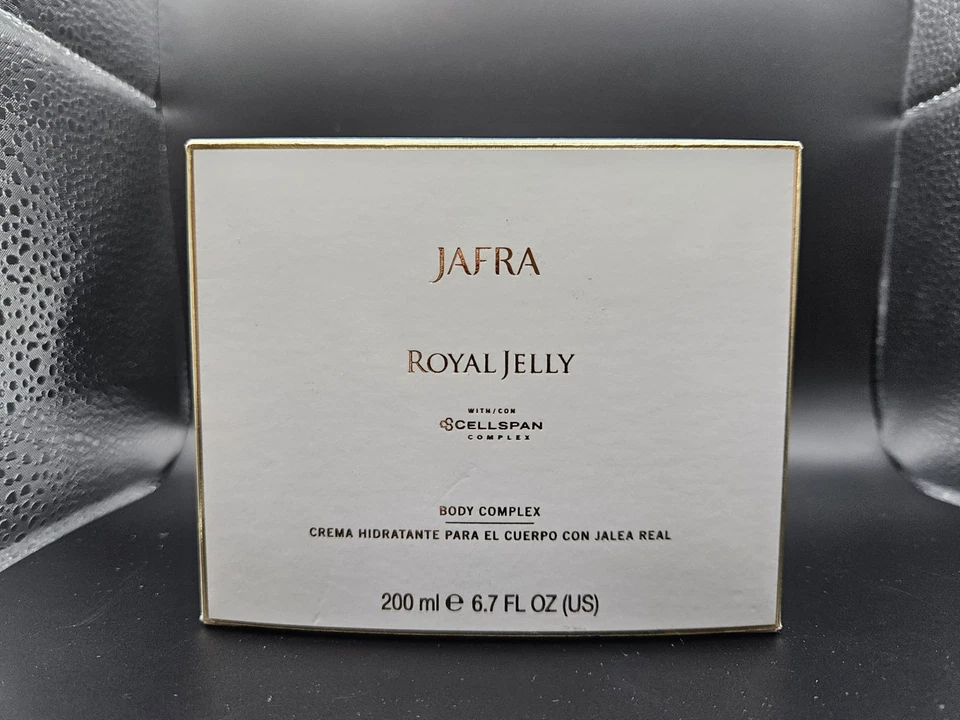 JAFRA
ROYAL JELLY
WITH/CON
CELLSPAN
COMPLEX
BODY COMPLEX
CREMA HIDRATANTE PARA EL CUERPO CON JALEA REAL
200 ml ℮ 6.7 FL OZ (US)